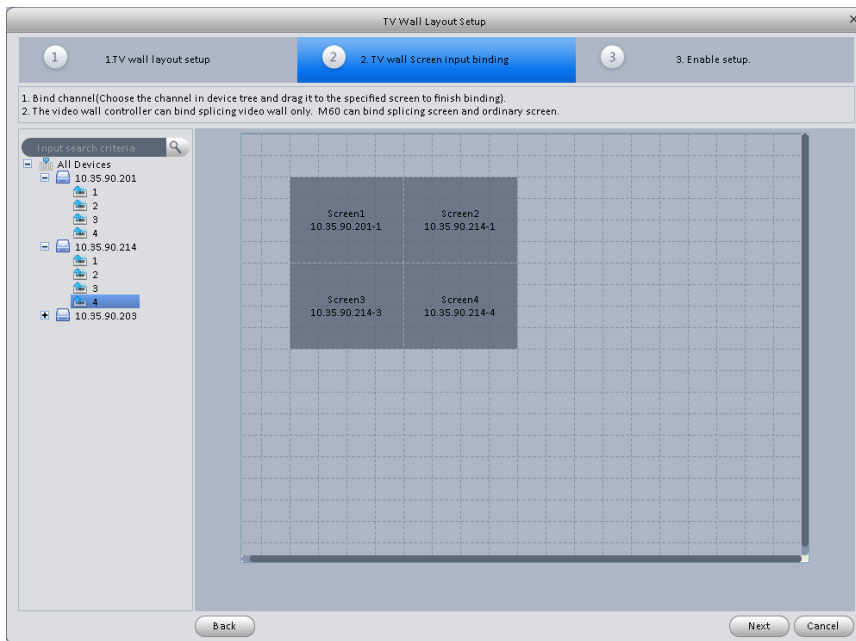 TV Wall Layout Setup
1
1.TV wall layout setup
2
2. TV wall Screen input binding
3
3. Enable setup.
1. Bind channel(Choose the channel in device tree and drag it to the specified screen to finish binding).
2. The video wall controller can bind splicing video wall only.  M60 can bind splicing screen and ordinary screen.
Input search criteria
All Devices
10.35.90.201
1
2
3
4
10.35.90.214
1
2
3
4
10.35.90.203
Screen1
10.35.90.201-1
Screen2
10.35.90.214-1
Screen3
10.35.90.214-3
Screen4
10.35.90.214-4
Back
Next
Cancel